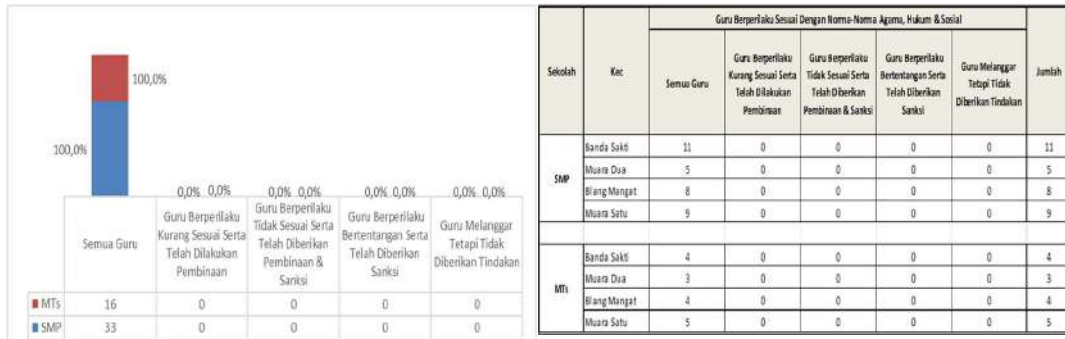 100,0%
100,0%
0,0% 0,0%
0,0% 0,0%
0,0% 0,0%
0,0% 0,0%
Semua Guru
Guru Berperilaku
Kurang Sesuai Serta
Telah Dilakukan
Pembinaan
Guru Berperilaku
Tidak Sesuai Serta
Telah Diberikan
Pembinaan &
Sanksi
Guru Berperilaku
Bertentangan Serta
Telah Diberikan
Sanksi
Guru Melanggar
Tetapi Tidak
Diberikan Tindakan
MTs 16 0 0 0 0
SMP 33 0 0 0 0
Guru Berperilaku Sesuai Dengan Norma-Norma Agama, Hukum & Sosial
Sekolah
Kec
Semua Guru
Guru Berperilaku
Kurang Sesuai Serta
Telah Dilakukan
Pembinaan
Guru Berperilaku
Tidak Sesuai Serta
Telah Diberikan
Pembinaan & Sanksi
Guru Berperilaku
Bertentangan Serta
Telah Diberikan
Sanksi
Guru Melanggar
Tetapi Tidak
Diberikan Tindakan
Jumlah
SMP
Banda Sakti 11 0 0 0 0 11
Muara Dua 5 0 0 0 0 5
Blang Mangat 8 0 0 0 0 8
Muara Satu 9 0 0 0 0 9
MTs
Banda Sakti 4 0 0 0 0 4
Muara Dua 3 0 0 0 0 3
Blang Mangat 4 0 0 0 0 4
Muara Satu 5 0 0 0 0 5